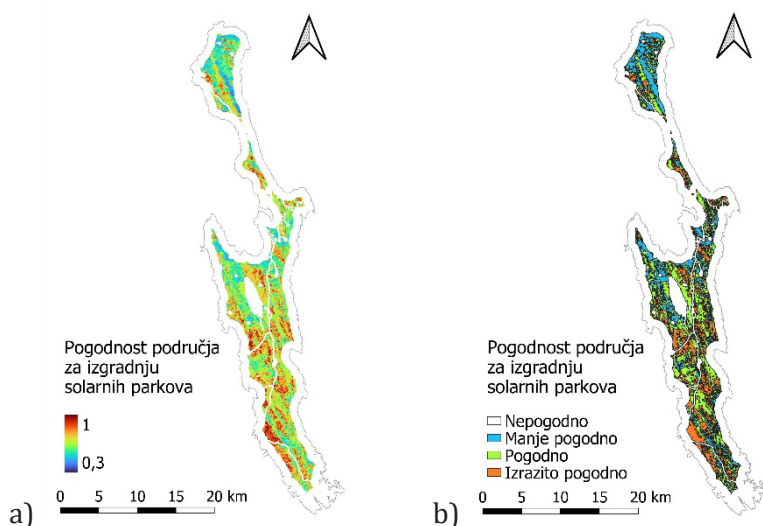 Pogodnost područja
za izgradnju
solarnih parkova
1
0,3
0 5 10 15 20 km
a)
Pogodnost područja
za izgradnju
solarnih parkova
Nepogodno
Manje pogodno
Pogodno
Izrazito pogodno
0 5 10 15 20 km
b)